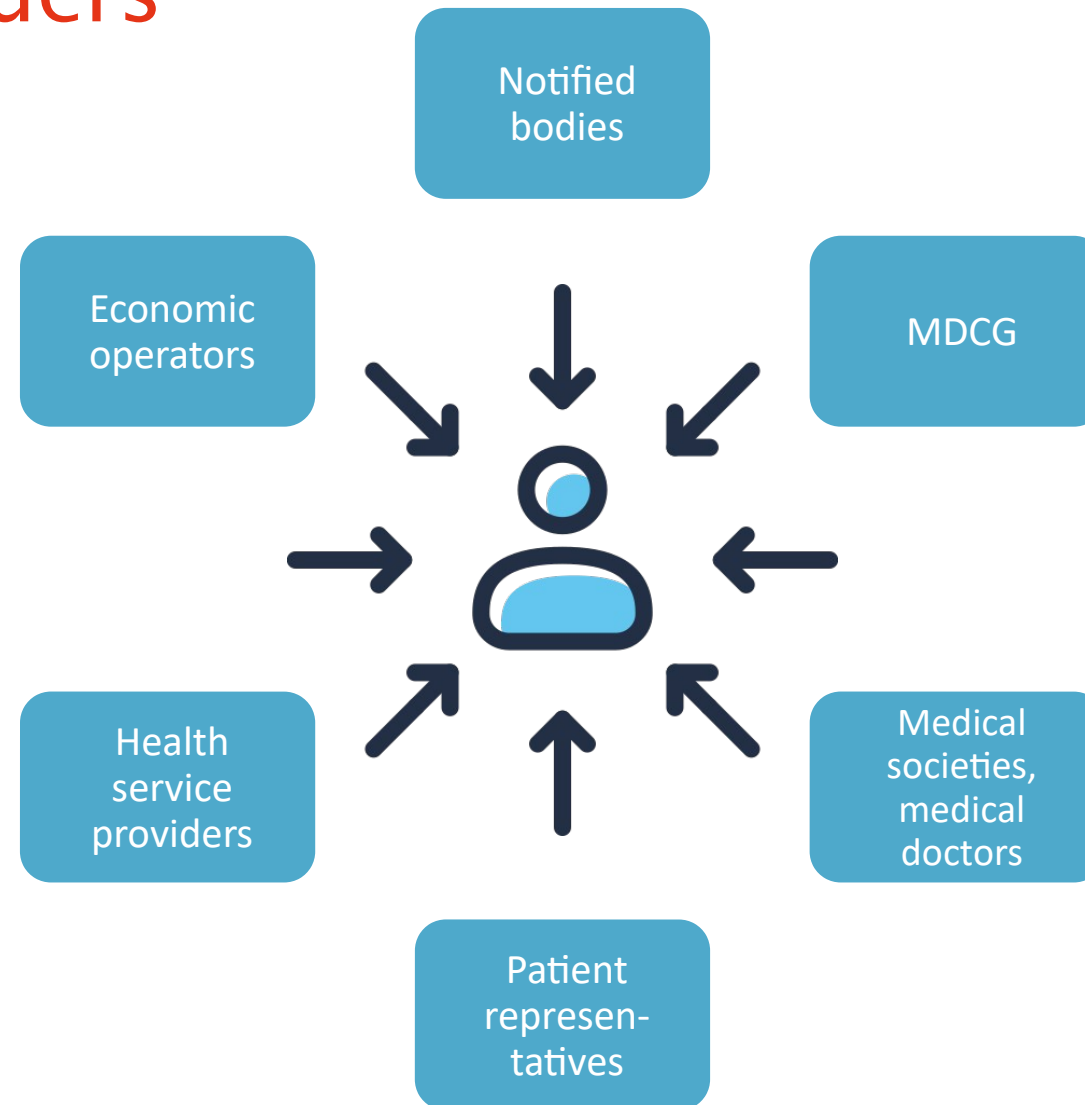 Notified
bodies
Economic
operators
MDCG
Health
service
providers
Medical
societies,
medical
doctors
Patient
represen-
tatives